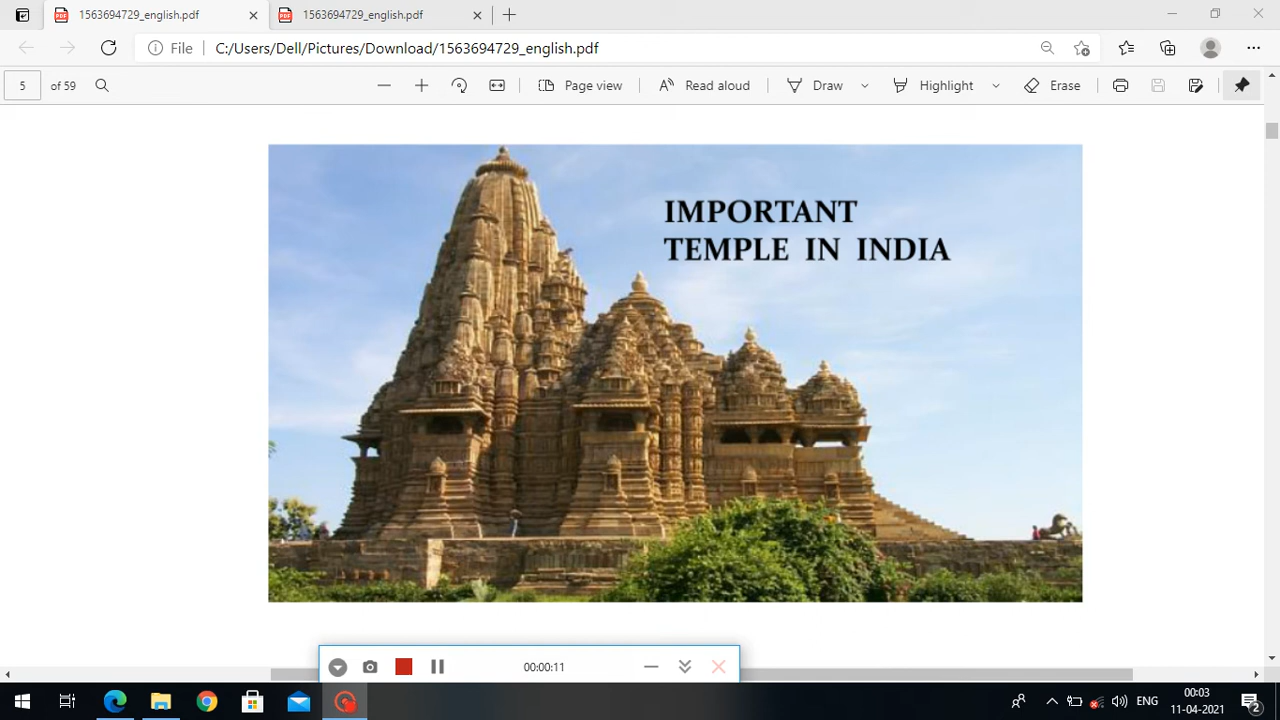 1563694729_english.pdf
1563694729_english.pdf
File
C:/Users/Dell/Pictures/Download/1563694729_english.pdf
5 of 59
Page view
Read aloud
Draw
Highlight
Erase
IMPORTANT
TEMPLE IN INDIA
00:00:11
ENG
00:03
11-04-2021
2